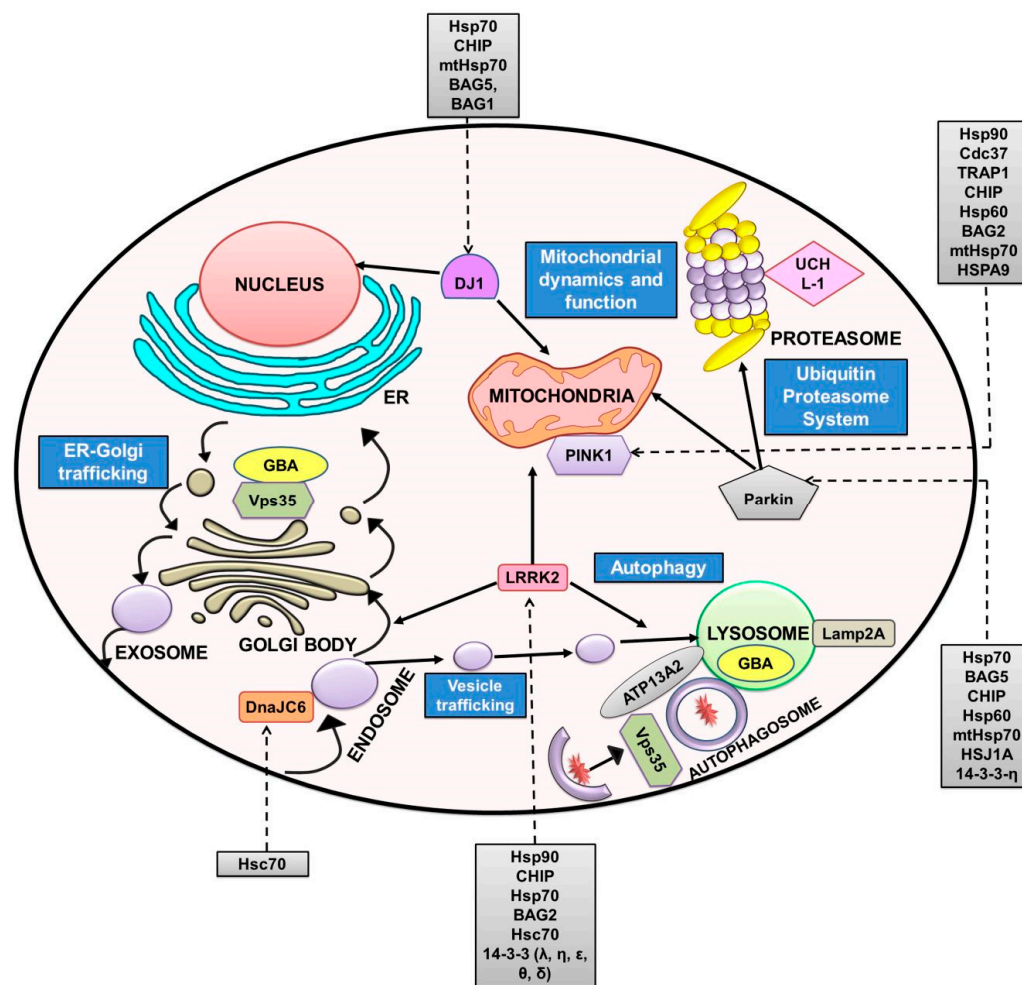 Hsp70
CHIP
mtHsp70
BAG5,
BAG1
Hsp90
Cdc37
TRAP1
CHIP
Hsp60
BAG2
mtHsp70
HSPA9
NUCLEUS
DJ1
Mitochondrial
dynamics and
function
UCH
L-1
PROTEASOME
ER
MITOCHONDRIA
Ubiquitin
Proteasome
System
PINK1
ER-Golgi
trafficking
GBA
Vps35
Parkin
LRRK2
Autophagy
EXOSOME
GOLGI BODY
LYSOSOME
Lamp2A
GBA
ATP13A2
DnaJC6
ENDOSOME
Vesicle
trafficking
Vps35
AUTOPHAGOSOME
Hsp70
BAG5
CHIP
Hsp60
mtHsp70
HSJ1A
14-3-3-η
Hsc70
Hsp90
CHIP
Hsp70
BAG2
Hsc70
14-3-3 (λ, η, ε,
θ, δ)